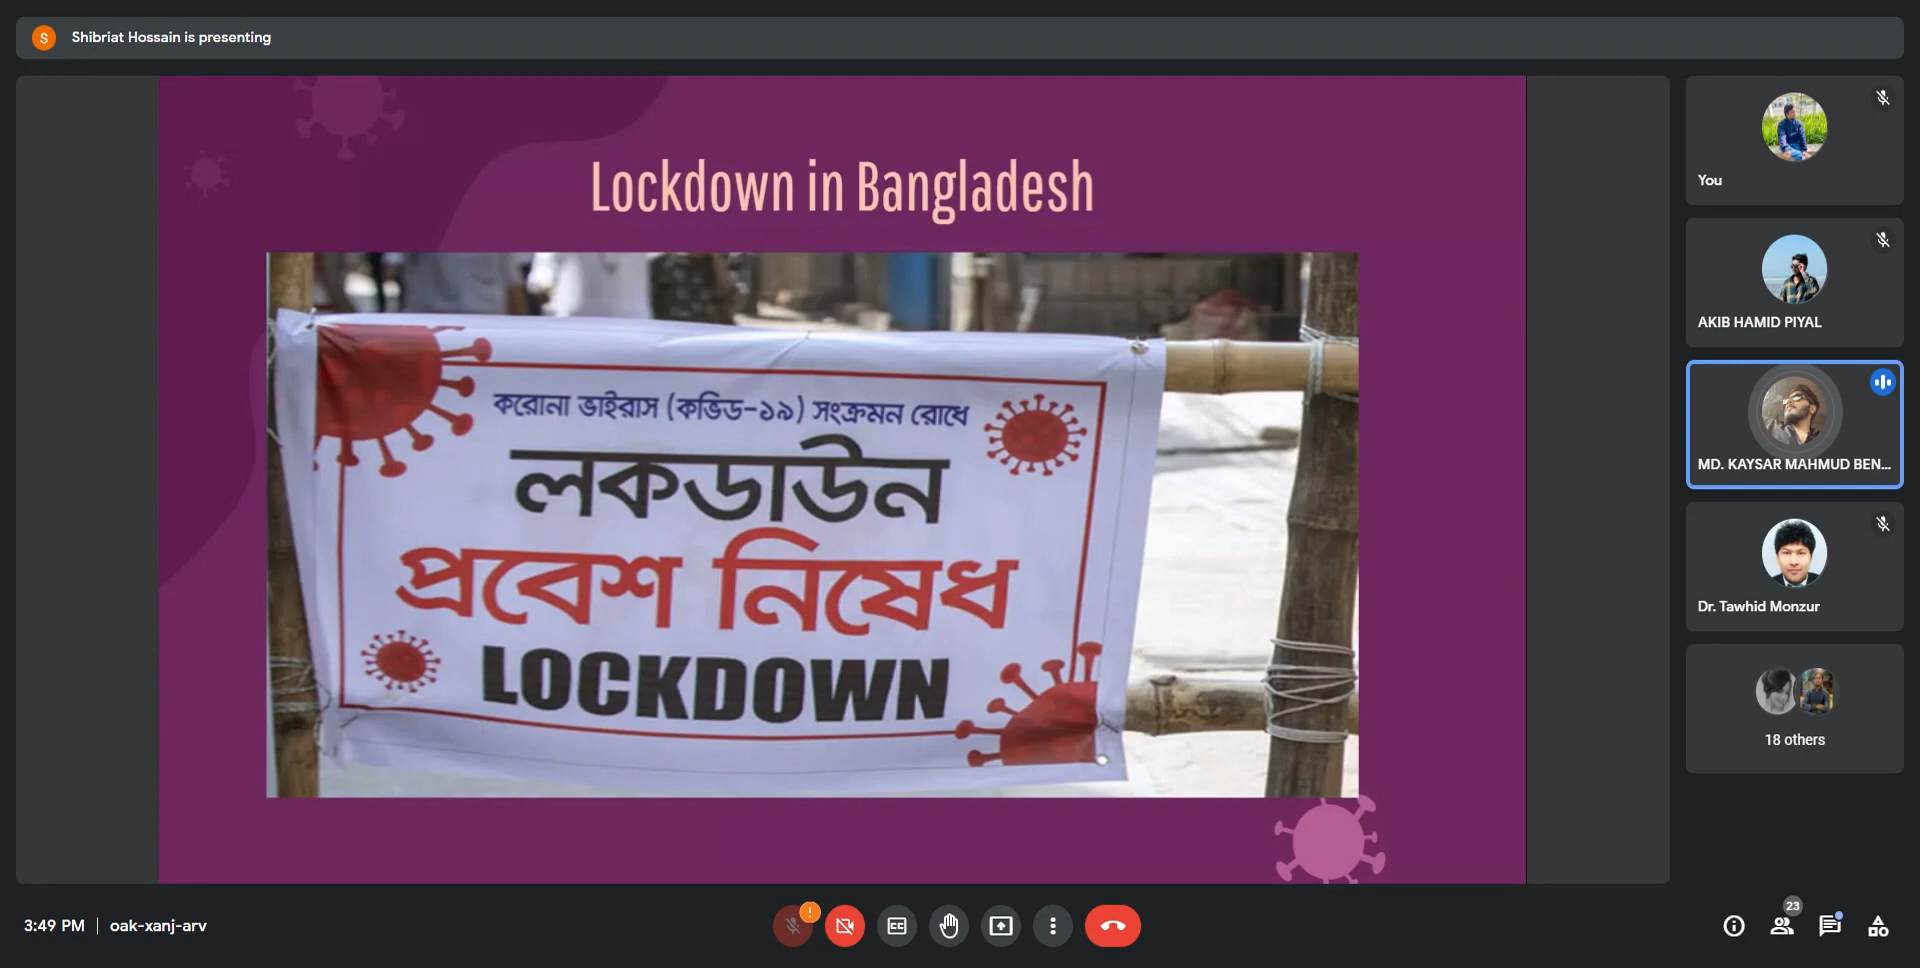 S
Shibriat Hossain is presenting
Lockdown in Bangladesh
করোনা ভাইরাস (কভিড-১৯) সংক্রমন রোধে
লকডাউন
প্রবেশ নিষেধ
LOCKDOWN
You
AKIB HAMID PIYAL
MD. KAYSAR MAHMUD BEN...
Dr. Tawhid Monzur
18 others
3:49 PM | oak-xanj-arv
!
CC
23